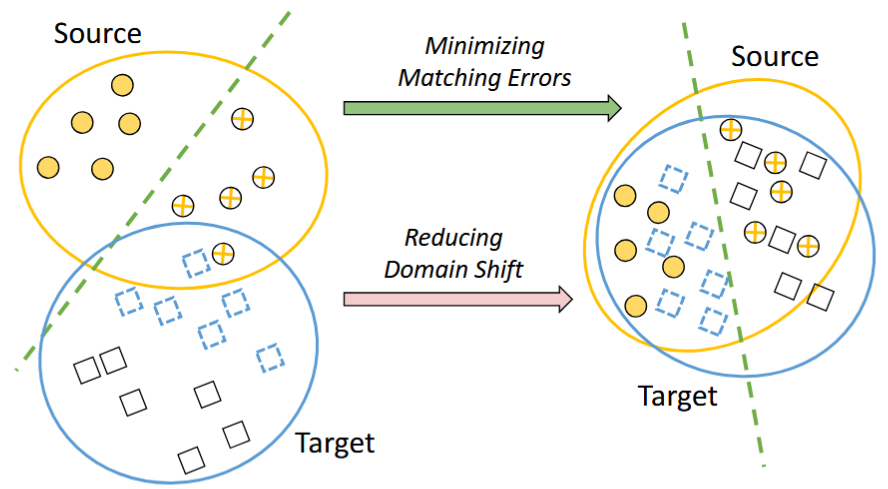 Source
Minimizing
Matching Errors
Source
Reducing
Domain Shift
Target
Target